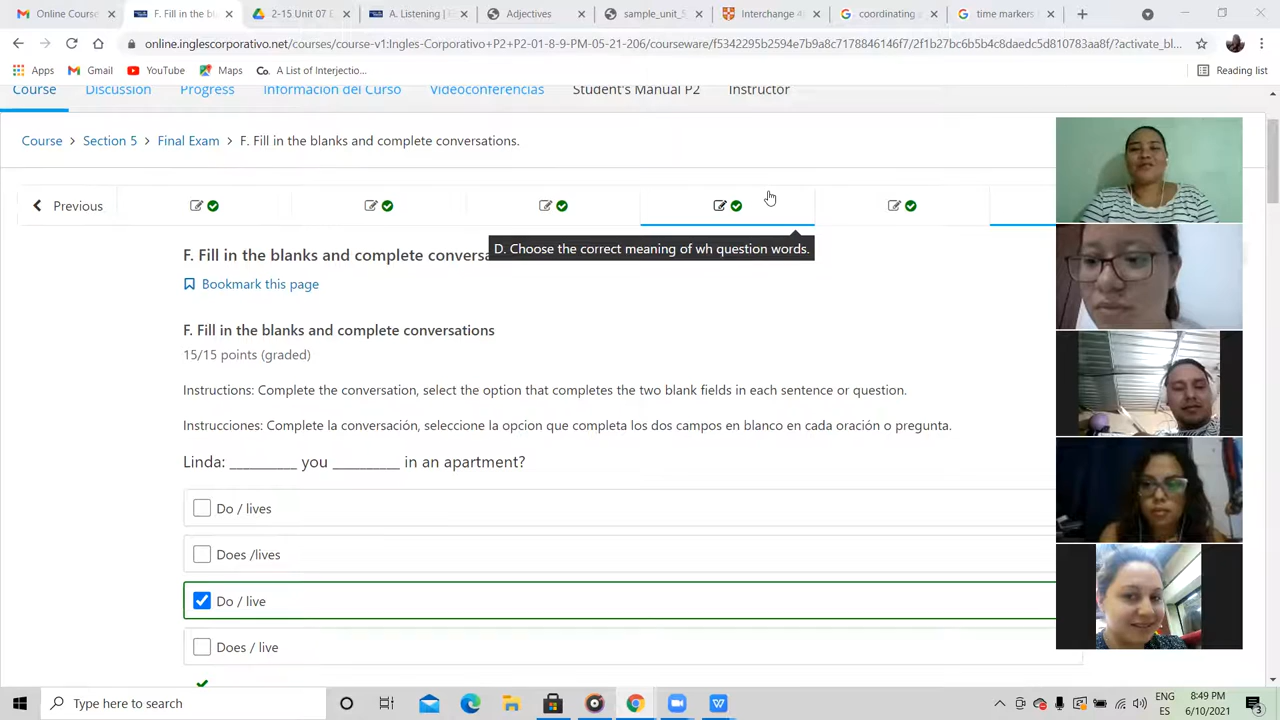 Online Course
F. Fill in the bla
2-15 Unit 07 E
A. Listening |
Adjectives
sample_unit_5
Interchange 4
coordinating
time markers
online.inglescorporativo.net/courses/course-v1:Ingles-Corporativo+P2+P2-01-8-9-PM-05-21-206/courseware/f5342295b2594e7b9a8c7178846146f7/2f1b27bc6b5b4c8daedc5d810783aa8f/?activate_bl...
Apps
Gmail
YouTube
Maps
Co. A List of Interjectio...
Reading list
Course
Discussion
Progress
Información del Curso
Videoconferencias
Student's Manual P2
Instructor
Course > Section 5 > Final Exam > F. Fill in the blanks and complete conversations.
Previous
F. Fill in the blanks and complete conversa
D. Choose the correct meaning of wh question words.
Bookmark this page
F. Fill in the blanks and complete conversations
15/15 points (graded)
Instructions: Complete the conversation, select the option that completes the two blank fields in each sentence or question.
Instrucciones: Complete la conversación, seleccione la opcion que completa los dos campos en blanco en cada oración o pregunta.
Linda: _________ you _________ in an apartment?
Do / lives
Does /lives
Do / live
Does / live
Type here to search
ENG
ES
8:49 PM
6/10/2021
3